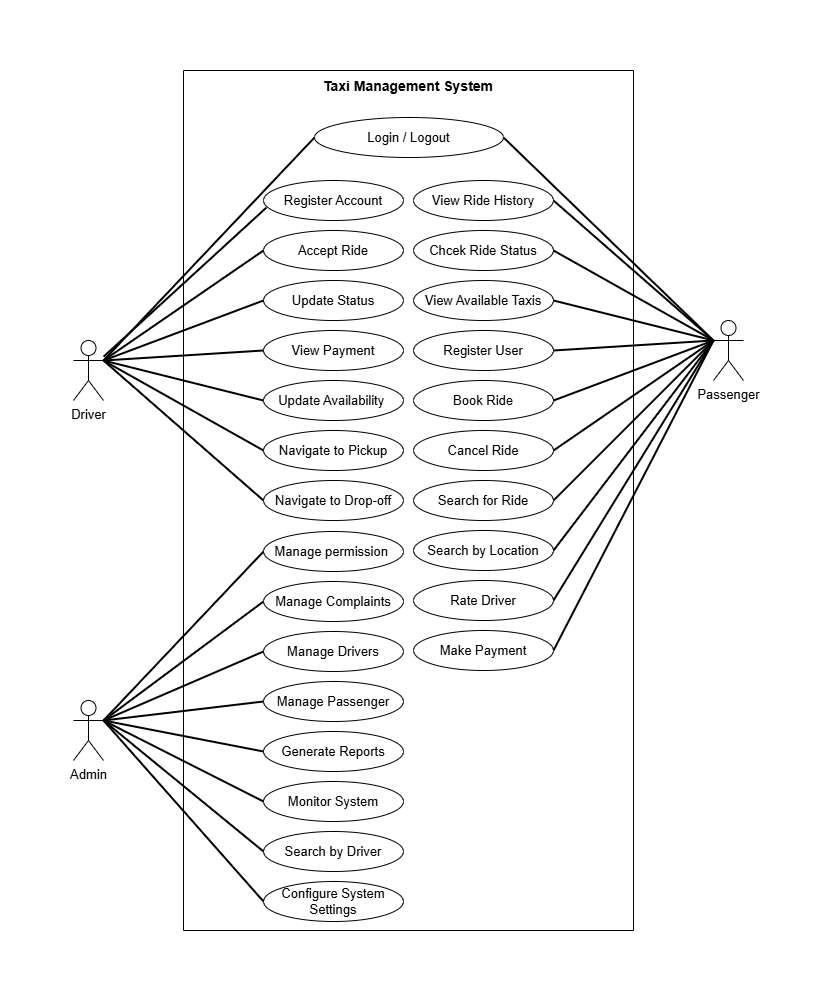 Taxi Management System
Login / Logout
Register Account
View Ride History
Accept Ride
Chcek Ride Status
Update Status
View Available Taxis
View Payment
Register User
Driver
Passenger
Update Availability
Book Ride
Navigate to Pickup
Cancel Ride
Navigate to Drop-off
Search for Ride
Manage permission
Search by Location
Manage Complaints
Rate Driver
Manage Drivers
Make Payment
Manage Passenger
Admin
Generate Reports
Monitor System
Search by Driver
Configure System
Settings